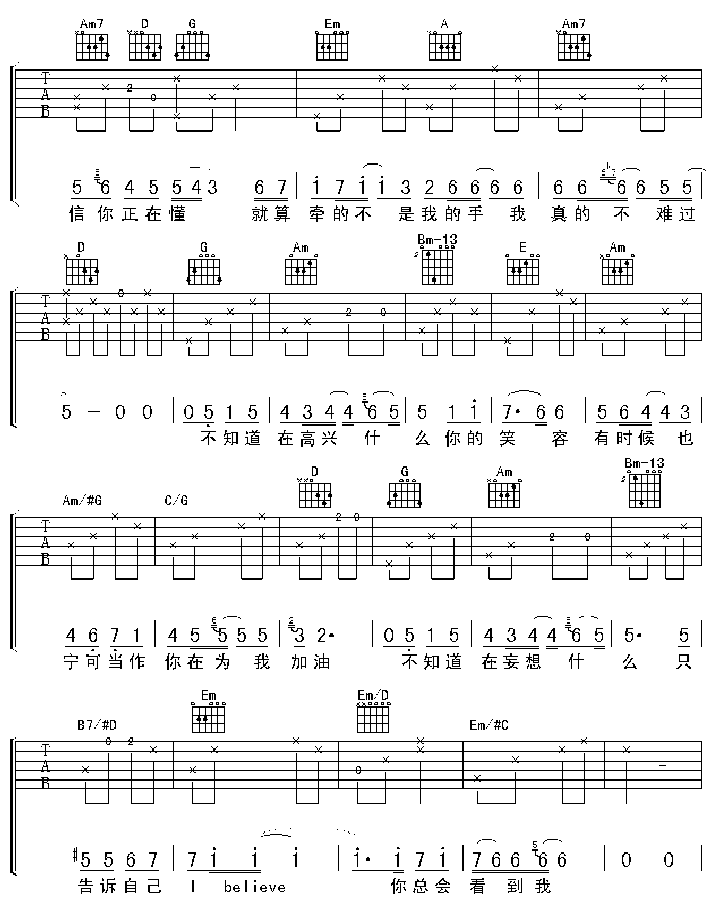 Am7 D G Em A Am7
T 2
A 0
B
5 6 4 5 5 4 3 6 7 i 7 i i 3 2 6 6 6 6 6 6 6 6 5 5
信你正在懂 就算 牵的不 是我的手 我 真的 不 难过
D G Am Bm-13 E Am
T 0
A 2 0
B
5 - 0 0 0 5 1 5 4 3 4 4 6 5 5 1 i 7· 6 6 5 6 4 4 3
不知道 在高兴 什 么你的 笑 容 有时候 也
Am/#G C/G D G Am Bm-13
T 2 0
A 2 0
B
4 6 7 1 4 5 5 5 5 3 2· 0 5 1 5 4 3 4 4 6 5 5· 5
宁可当作 你在 为 我 加油 不知道 在妄想 什 么 只
B7/#D Em Em/D Em/#C
T 0 2
A 0
B
#5 5 6 7 7 i i i i· i 7 i 7 6 6 6 6 0 0
告诉自己 I believe 你总会 看 到我